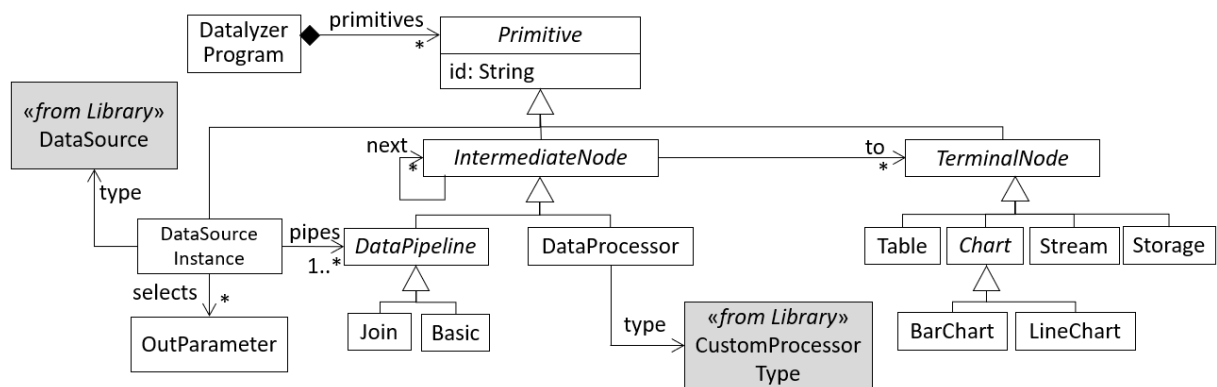 Datalyzer
Program
primitives
*
Primitive
id: String
«from Library»
DataSource
type
next
*
IntermediateNode
to
*
TerminalNode
DataSource
Instance
pipes
1..*
DataPipeline
DataProcessor
Table
Chart
Stream
Storage
selects
*
OutParameter
Join
Basic
type
«from Library»
CustomProcessor
Type
BarChart
LineChart